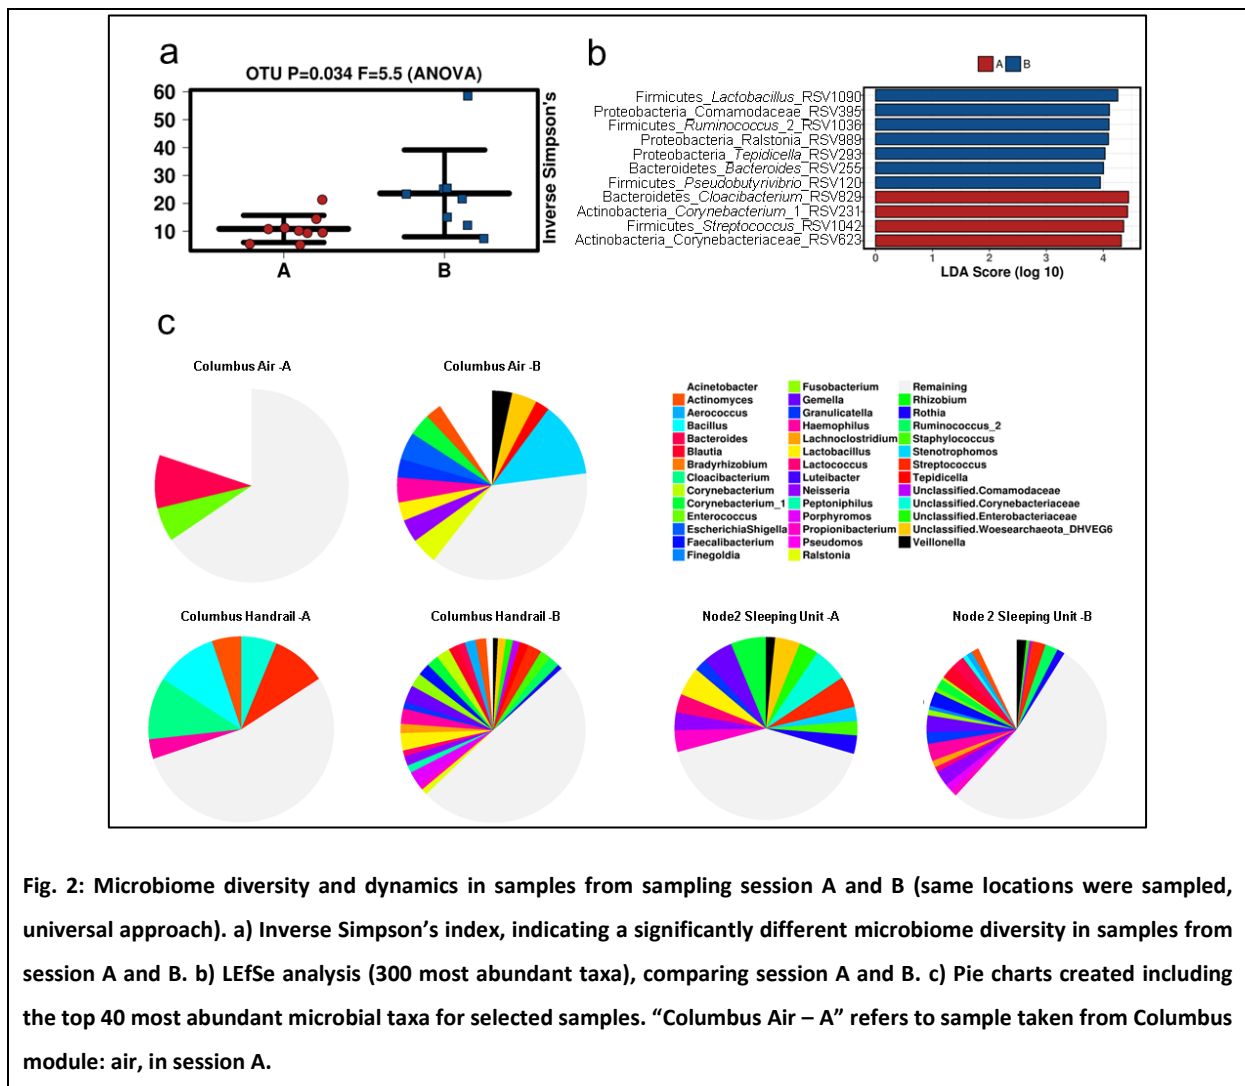 a
OTU P=0.034 F=5.5 (ANOVA)
60
50
40
30
20
10
A
B
Inverse Simpson's
b
A B
Firmicutes_Lactobacillus_RSV1090
Proteobacteria_Comamodaceae_RSV395
Firmicutes_Ruminococcus_2_RSV1036
Proteobacteria_Ralstonia_RSV989
Proteobacteria_Tepidicella_RSV293
Bacteroidetes_Bacteroides_RSV255
Firmicutes_Pseudobutyrivibrio_RSV120
Bacteroidetes_Cloacibacterium_RSV829
Actinobacteria_Corynebacterium_1_RSV231
Firmicutes_Streptococcus_RSV1042
Actinobacteria_Corynebacteriaceae_RSV623
0 1 2 3 4
LDA Score (log 10)
c
Columbus Air -A
Columbus Air -B
Acinetobacter
Actinomyces
Aerococcus
Bacillus
Bacteroides
Blautia
Bradyrhizobium
Cloacibacterium
Corynebacterium
Corynebacterium_1
Enterococcus
EscherichiaShigella
Faecalibacterium
Finegoldia
Fusobacterium
Gemella
Granulicatella
Haemophilus
Lachnoclostridium
Lactobacillus
Lactococcus
Luteibacter
Neisseria
Peptoniphilus
Porphyromos
Propionibacterium
Pseudomos
Ralstonia
Remaining
Rhizobium
Rothia
Ruminococcus_2
Staphylococcus
Stenotrophomos
Streptococcus
Tepidicella
Unclassified.Comamodaceae
Unclassified.Corynebacteriaceae
Unclassified.Enterobacteriaceae
Unclassified.Woesearchaeota_DHVEG6
Veillonella
Columbus Handrail -A
Columbus Handrail -B
Node2 Sleeping Unit -A
Node 2 Sleeping Unit -B
Fig. 2: Microbiome diversity and dynamics in samples from sampling session A and B (same locations were sampled,
universal approach). a) Inverse Simpson's index, indicating a significantly different microbiome diversity in samples from
session A and B. b) LEfSe analysis (300 most abundant taxa), comparing session A and B. c) Pie charts created including
the top 40 most abundant microbial taxa for selected samples. “Columbus Air – A” refers to sample taken from Columbus
module: air, in session A.